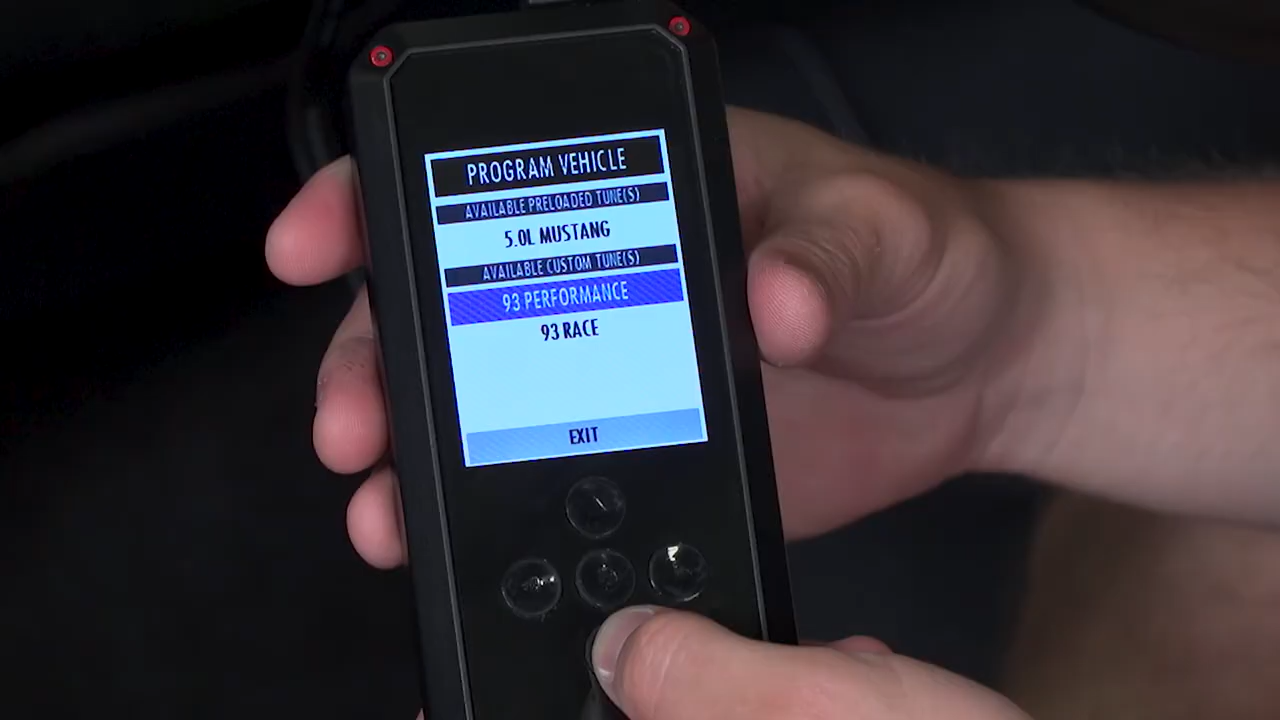 PROGRAM VEHICLE
AVAILABLE PRELOADED TUNE(S)
5.0L MUSTANG
AVAILABLE CUSTOM TUNE(S)
93 PERFORMANCE
93 RACE
EXIT